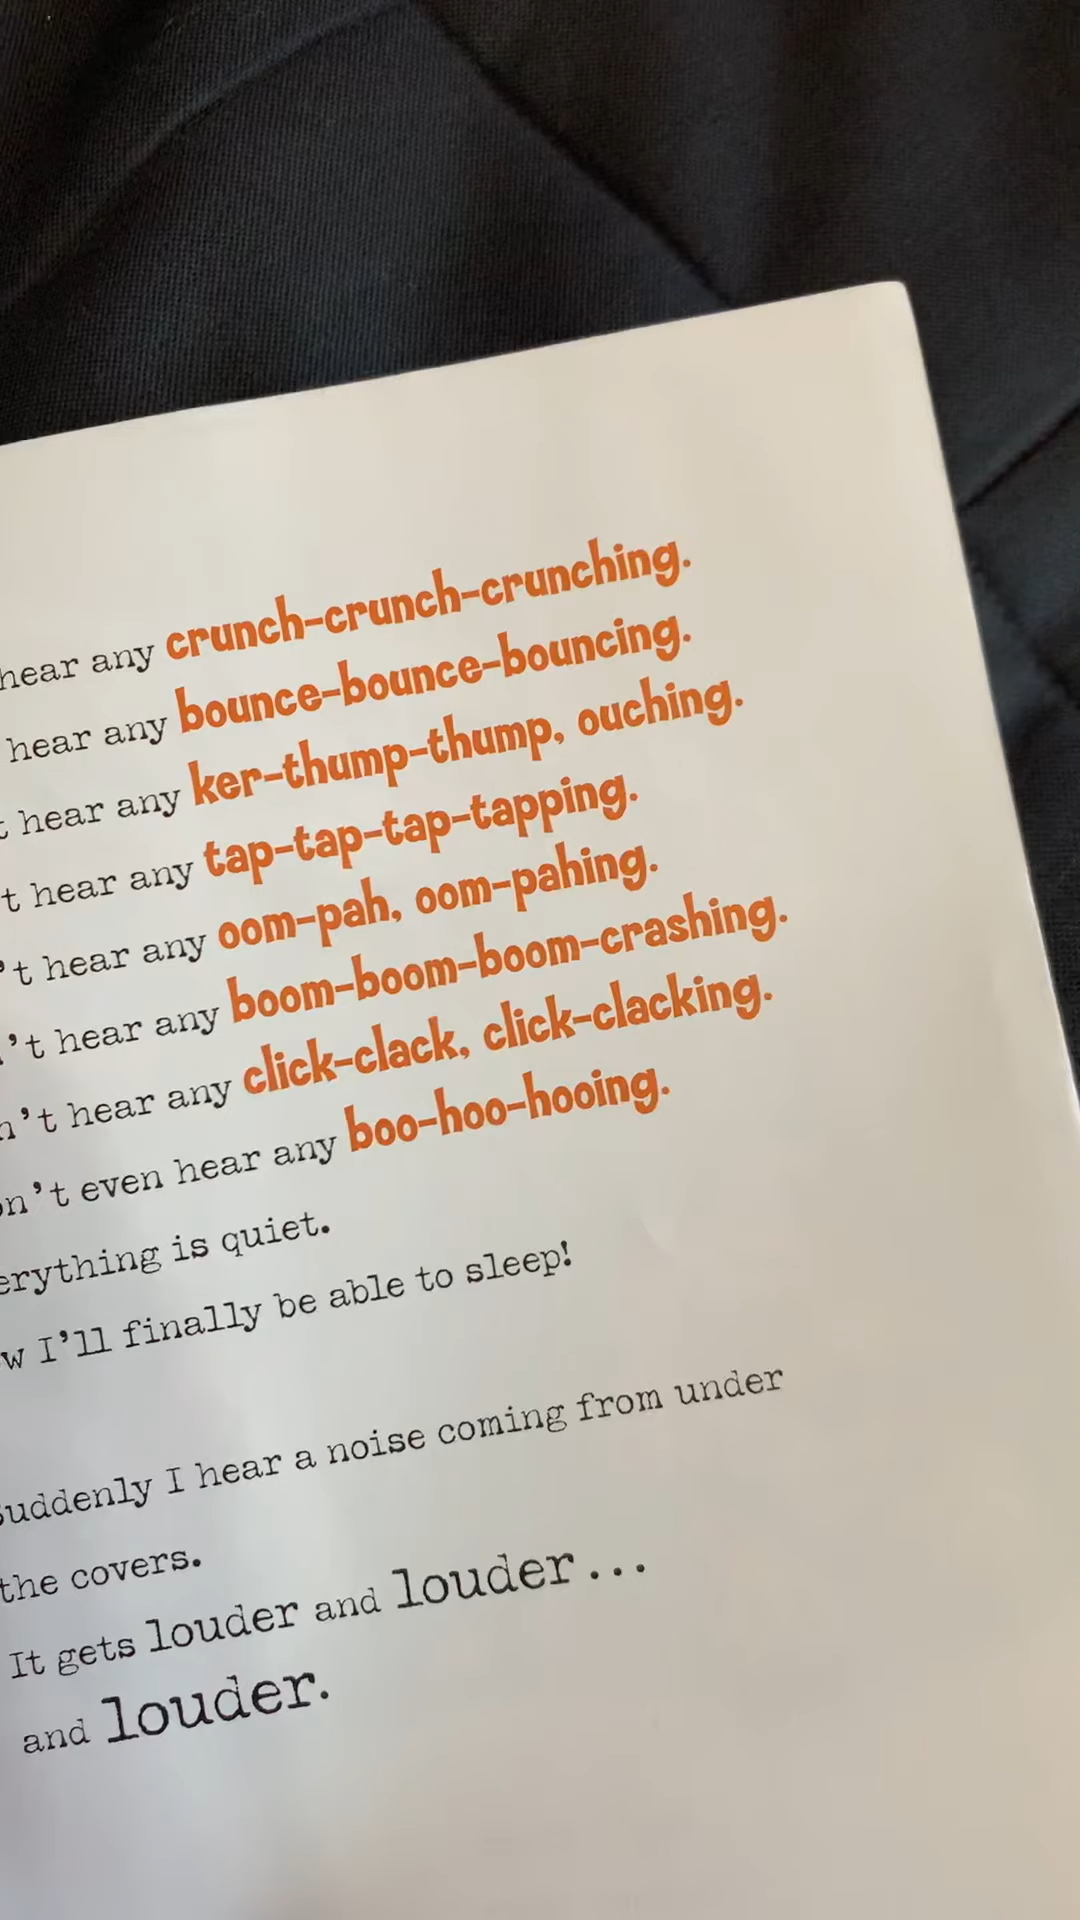 hear any crunch-crunch-crunching.
hear any bounce-bounce-bouncing.
t hear any ker-thump-thump, ouching.
t hear any tap-tap-tap-tapping.
't hear any oom-pah, oom-pahing.
't hear any boom-boom-boom-crashing.
n't hear any click-clack, click-clacking.
on't even hear any boo-hoo-hooing.
erything is quiet.
w I'll finally be able to sleep!
Suddenly I hear a noise coming from under
the covers.
It gets louder and louder...
and louder.